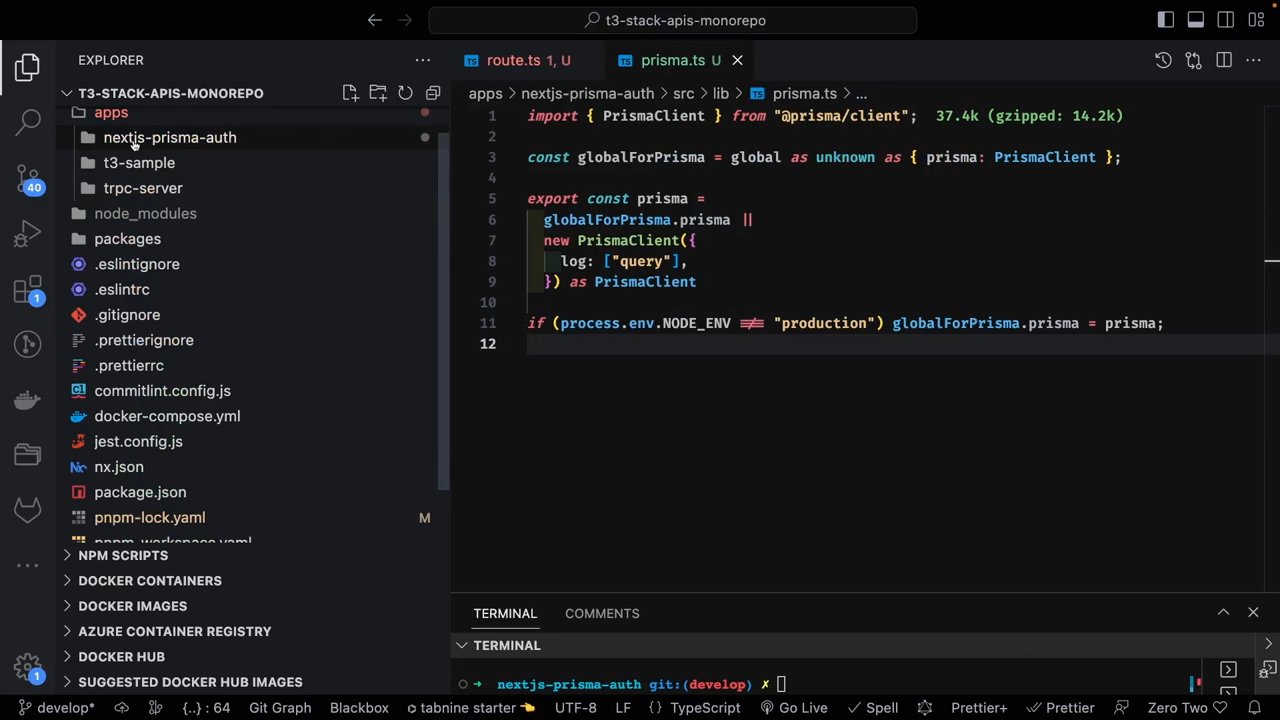 t3-stack-apis-monorepo
EXPLORER
T3-STACK-APIS-MONOREPO
apps
nextjs-prisma-auth
t3-sample
trpc-server
node_modules
packages
.eslintignore
.eslintrc
.gitignore
.prettierignore
.prettierrc
commitlint.config.js
docker-compose.yml
jest.config.js
nx.json
package.json
pnpm-lock.yaml M
pnpm-workspace.yaml
NPM SCRIPTS
DOCKER CONTAINERS
DOCKER IMAGES
AZURE CONTAINER REGISTRY
DOCKER HUB
SUGGESTED DOCKER HUB IMAGES
40
1
1
TS route.ts 1, U
TS prisma.ts U
apps > nextjs-prisma-auth > src > lib > TS prisma.ts > ...
1 import { PrismaClient } from "@prisma/client"; 37.4k (gzipped: 14.2k)
2
3 const globalForPrisma = global as unknown as { prisma: PrismaClient };
4
5 export const prisma =
6 globalForPrisma.prisma ||
7 new PrismaClient({
8 log: ["query"],
9 }) as PrismaClient
10
11 if (process.env.NODE_ENV !== "production") globalForPrisma.prisma = prisma;
12
TERMINAL COMMENTS
TERMINAL
→ nextjs-prisma-auth git:(develop) ✗
develop* {..} : 64 Git Graph Blackbox tabnine starter 👈 UTF-8 LF {} TypeScript Go Live Spell Prettier+ Prettier Zero Two